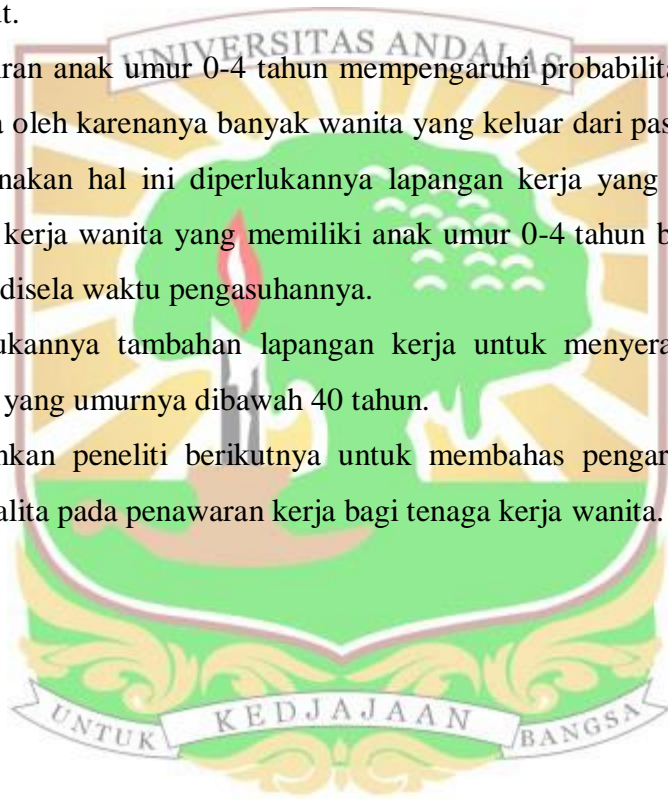 ut.
UNIVERSITAS ANDALAS
iran anak umur 0-4 tahun mempengaruhi probabilita
a oleh karenanya banyak wanita yang keluar dari pas
nakan hal ini diperlukannya lapangan kerja yang
kerja wanita yang memiliki anak umur 0-4 tahun b
disela waktu pengasuhannya.
ukannya tambahan lapangan kerja untuk menyera
yang umurnya dibawah 40 tahun.
nkan peneliti berikutnya untuk membahas pengar
alita pada penawaran kerja bagi tenaga kerja wanita.
UNTUK KEDJAJAAN BANGSA